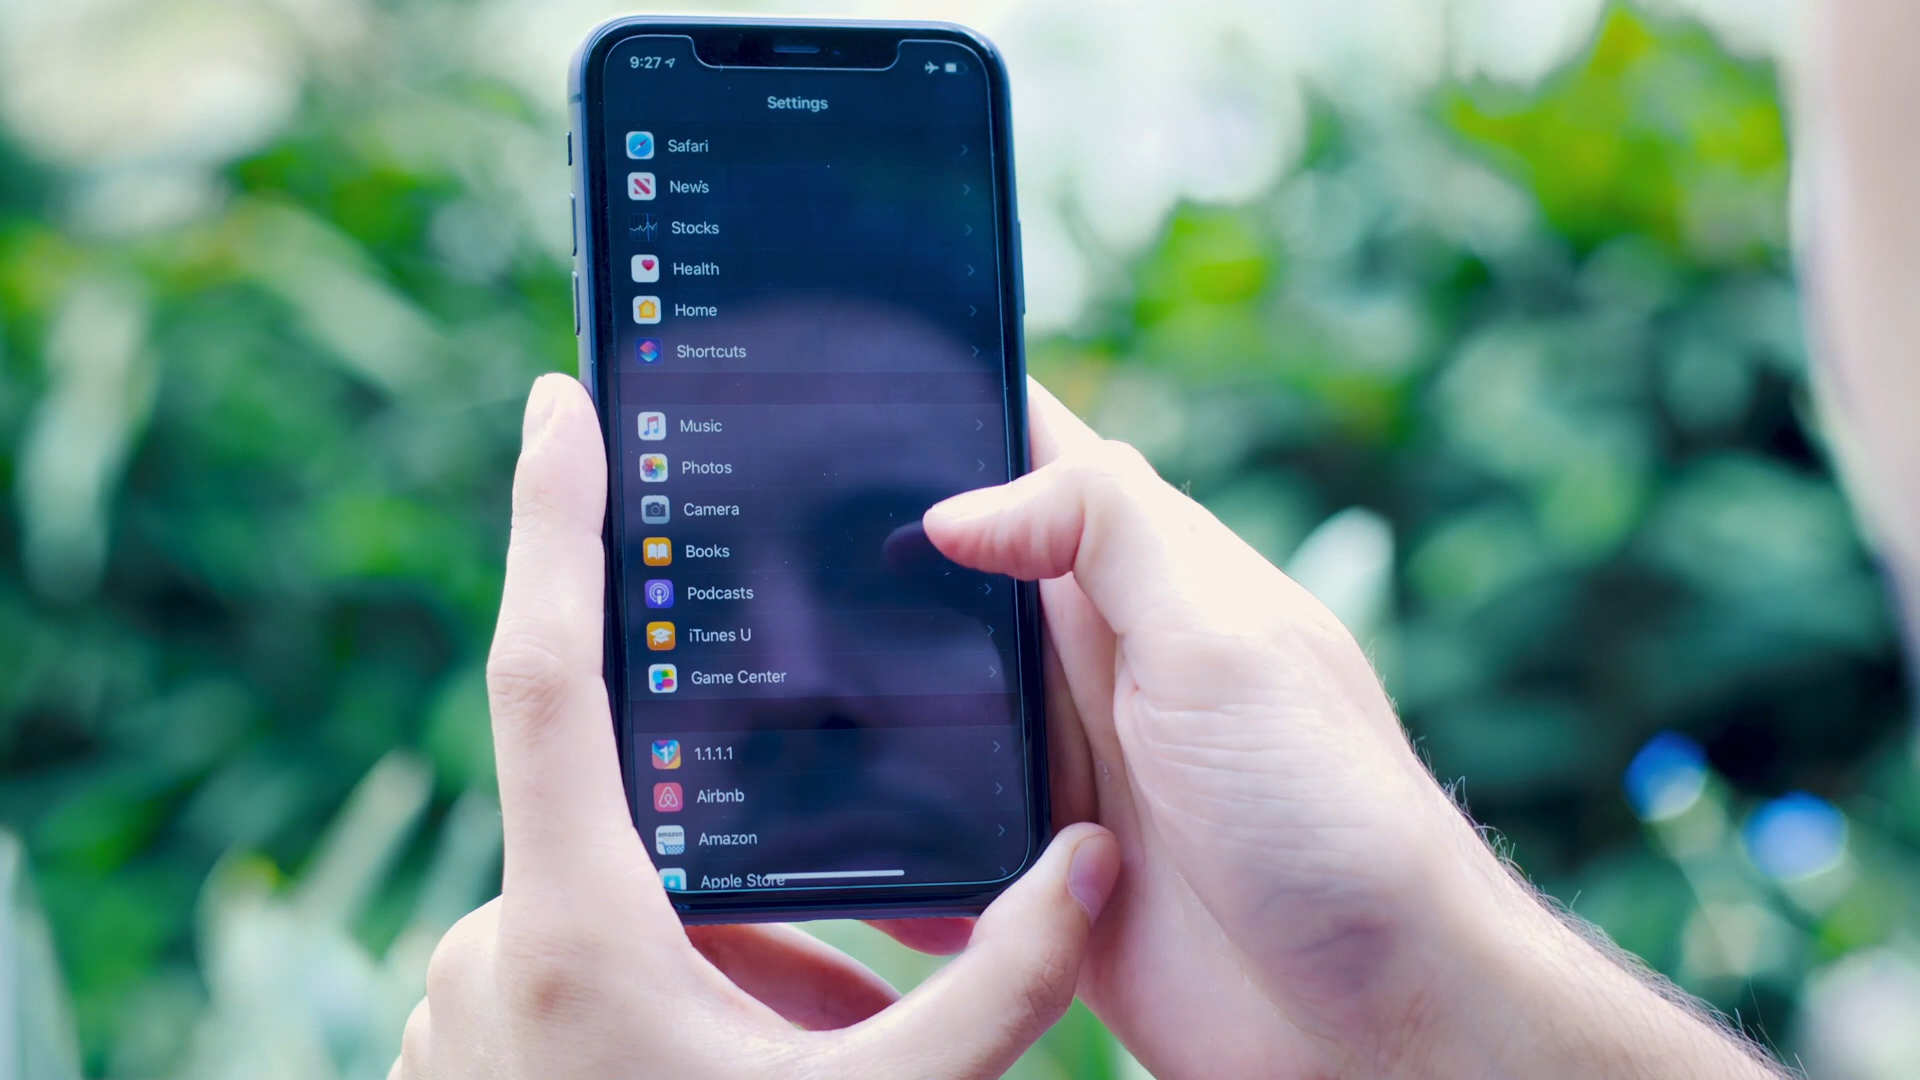 9:27
Settings
Safari
News
Stocks
Health
Home
Shortcuts
Music
Photos
Camera
Books
Podcasts
iTunes U
Game Center
1.1.1.1
Airbnb
amazon
Amazon
Apple Store